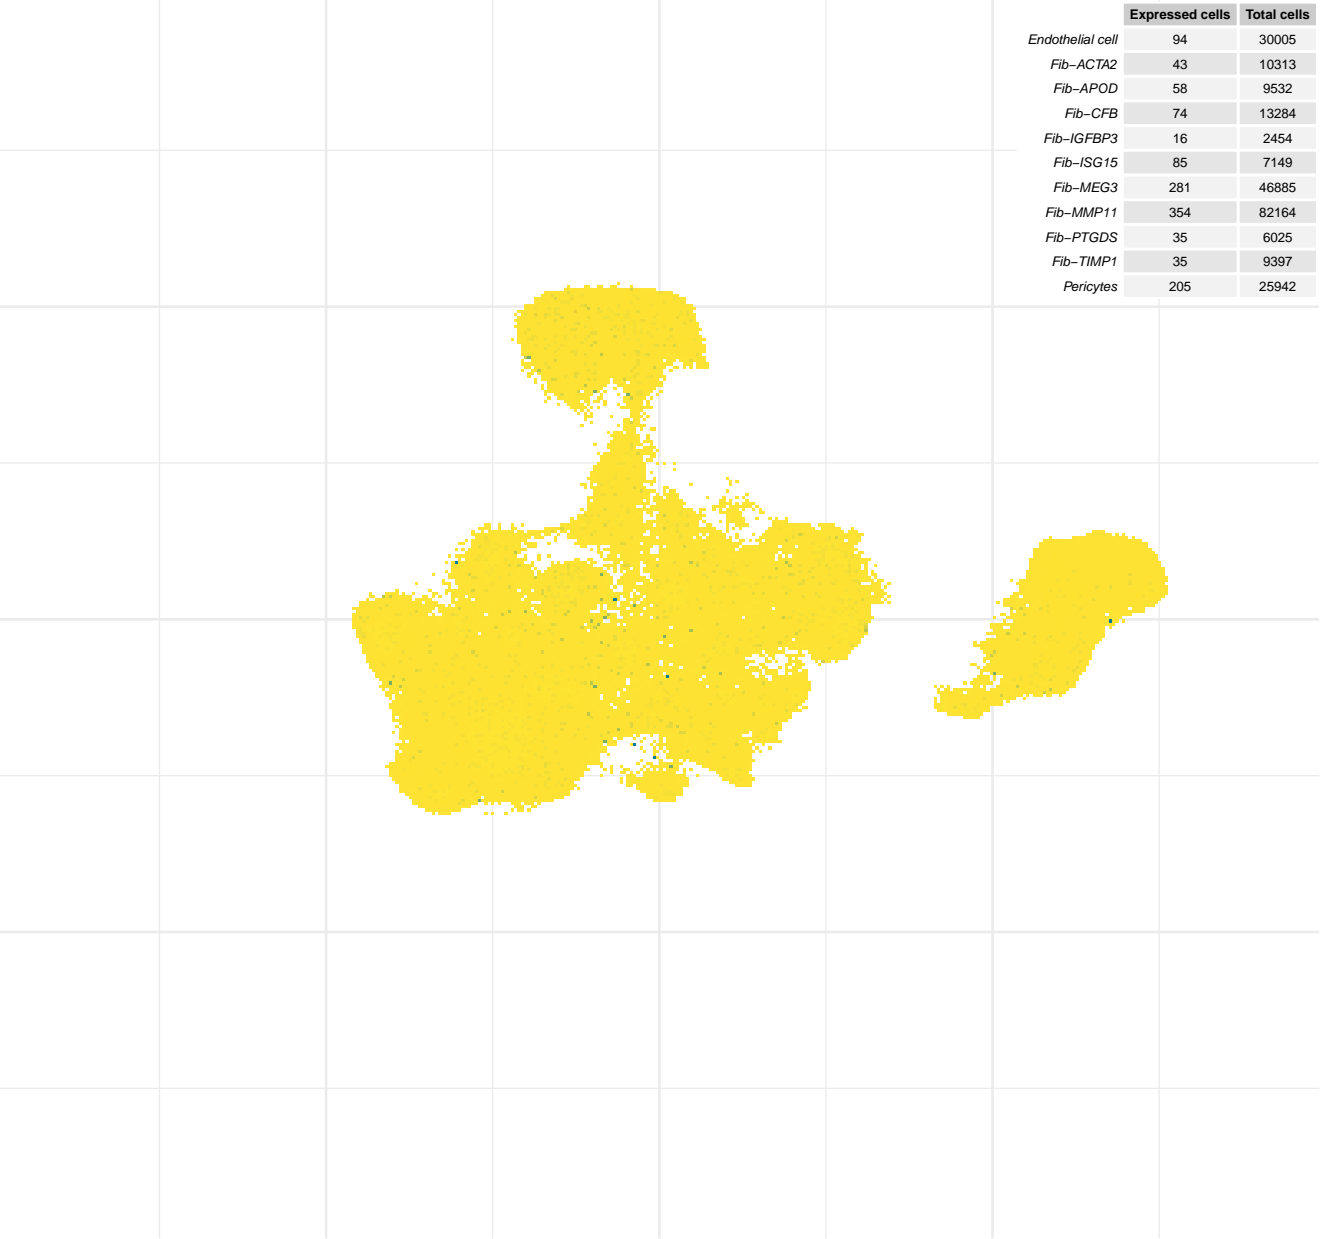 Expressed cells Total cells
Endothelial cell 94 30005
Fib−ACTA2 43 10313
Fib−APOD 58 9532
Fib−CFB 74 13284
Fib−IGFBP3 16 2454
Fib−ISG15 85 7149
Fib−MEG3 281 46885
Fib−MMP11 354 82164
Fib−PTGDS 35 6025
Fib−TIMP1 35 9397
Pericytes 205 25942